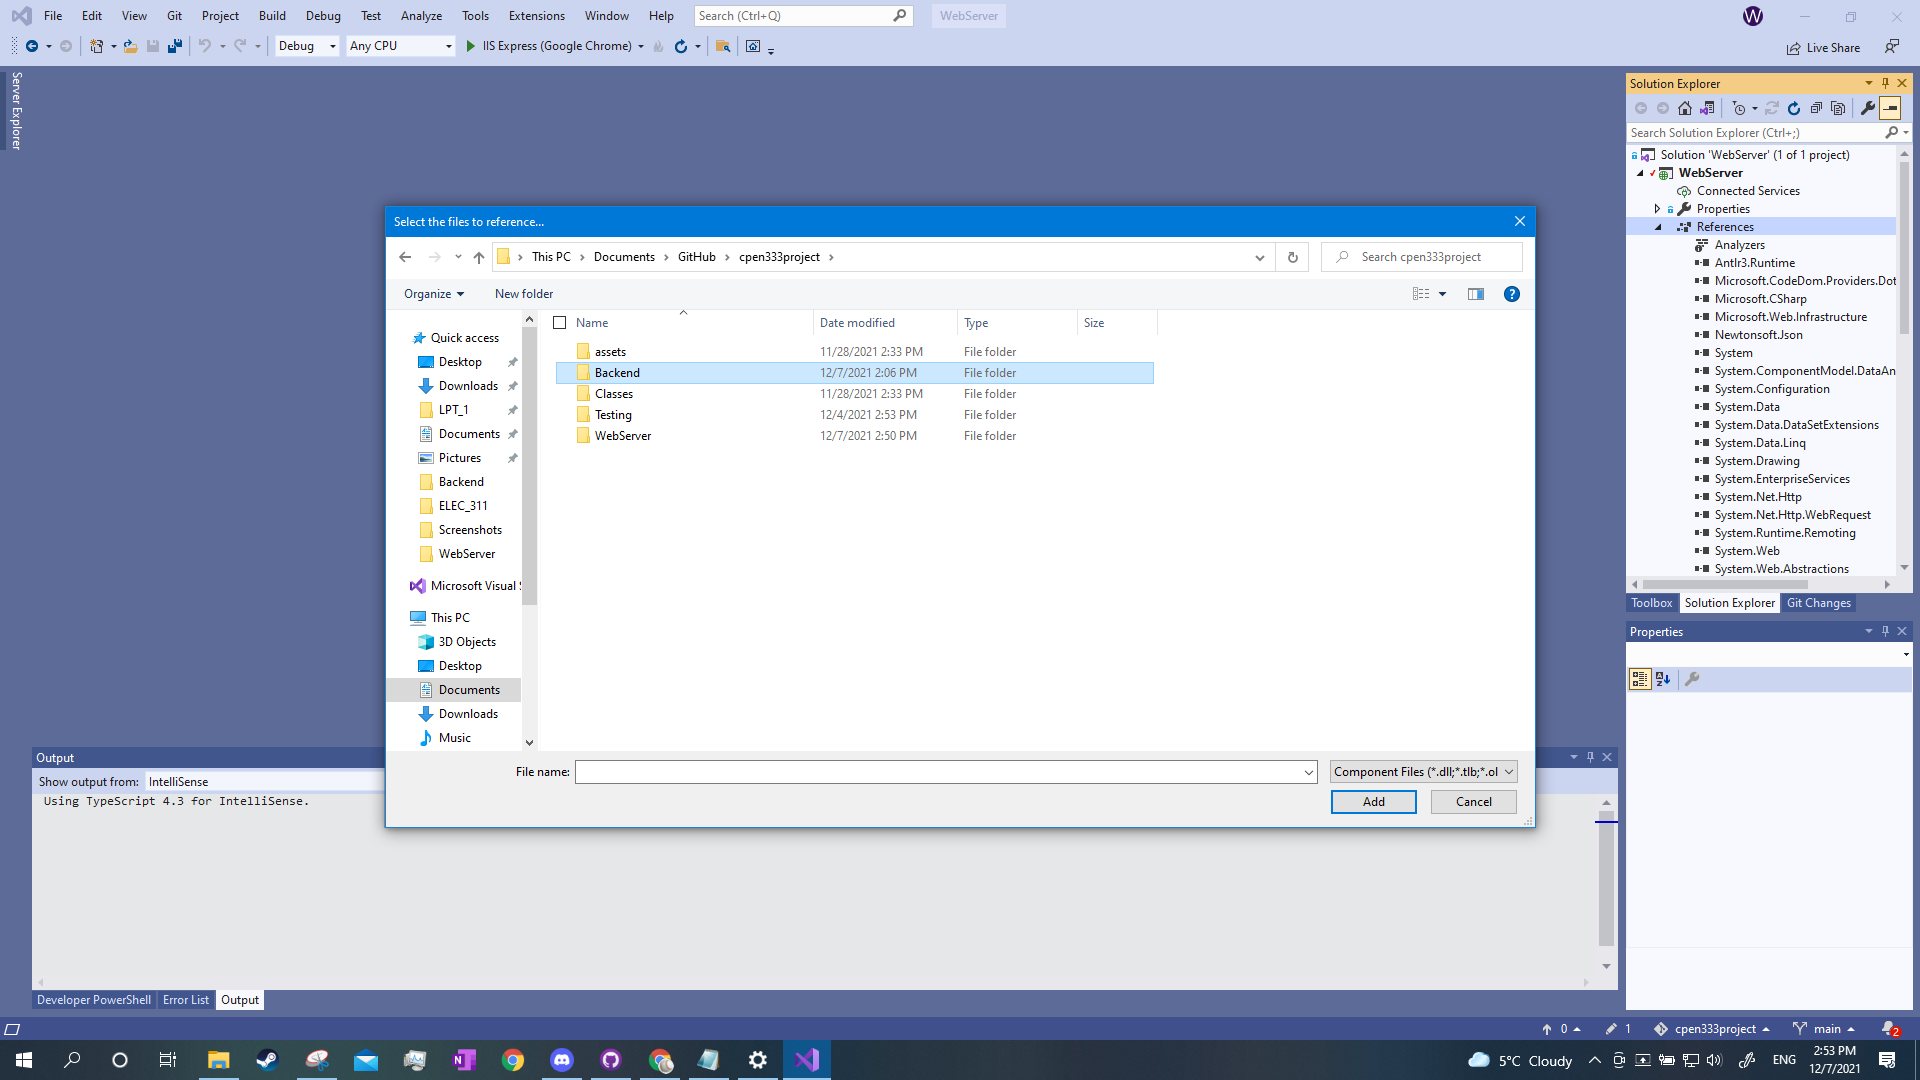 File Edit View Git Project Build Debug Test Analyze Tools Extensions Window Help Search (Ctrl+Q) WebServer W
Debug Any CPU IIS Express (Google Chrome) Live Share
Server Explorer
Solution Explorer
Search Solution Explorer (Ctrl+;)
Solution 'WebServer' (1 of 1 project)
WebServer
Connected Services
Properties
References
Analyzers
Antlr3.Runtime
Microsoft.CodeDom.Providers.Dot
Microsoft.CSharp
Microsoft.Web.Infrastructure
Newtonsoft.Json
System
System.ComponentModel.DataAn
System.Configuration
System.Data
System.Data.DataSetExtensions
System.Data.Linq
System.Drawing
System.EnterpriseServices
System.Net.Http
System.Net.Http.WebRequest
System.Runtime.Remoting
System.Web
System.Web.Abstractions
Toolbox Solution Explorer Git Changes
Properties
Select the files to reference...
This PC Documents GitHub cpen333project Search cpen333project
Organize New folder
Name Date modified Type Size
assets 11/28/2021 2:33 PM File folder
Backend 12/7/2021 2:06 PM File folder
Classes 11/28/2021 2:33 PM File folder
Testing 12/4/2021 2:53 PM File folder
WebServer 12/7/2021 2:50 PM File folder
Quick access
Desktop
Downloads
LPT_1
Documents
Pictures
Backend
ELEC_311
Screenshots
WebServer
Microsoft Visual S
This PC
3D Objects
Desktop
Documents
Downloads
Music
File name: Component Files (*.dll;*.tlb;*.ol
Add Cancel
Output
Show output from: IntelliSense
Using TypeScript 4.3 for IntelliSense.
Developer PowerShell Error List Output
0 1 cpen333project main 2
5°C Cloudy ENG 2:53 PM
12/7/2021